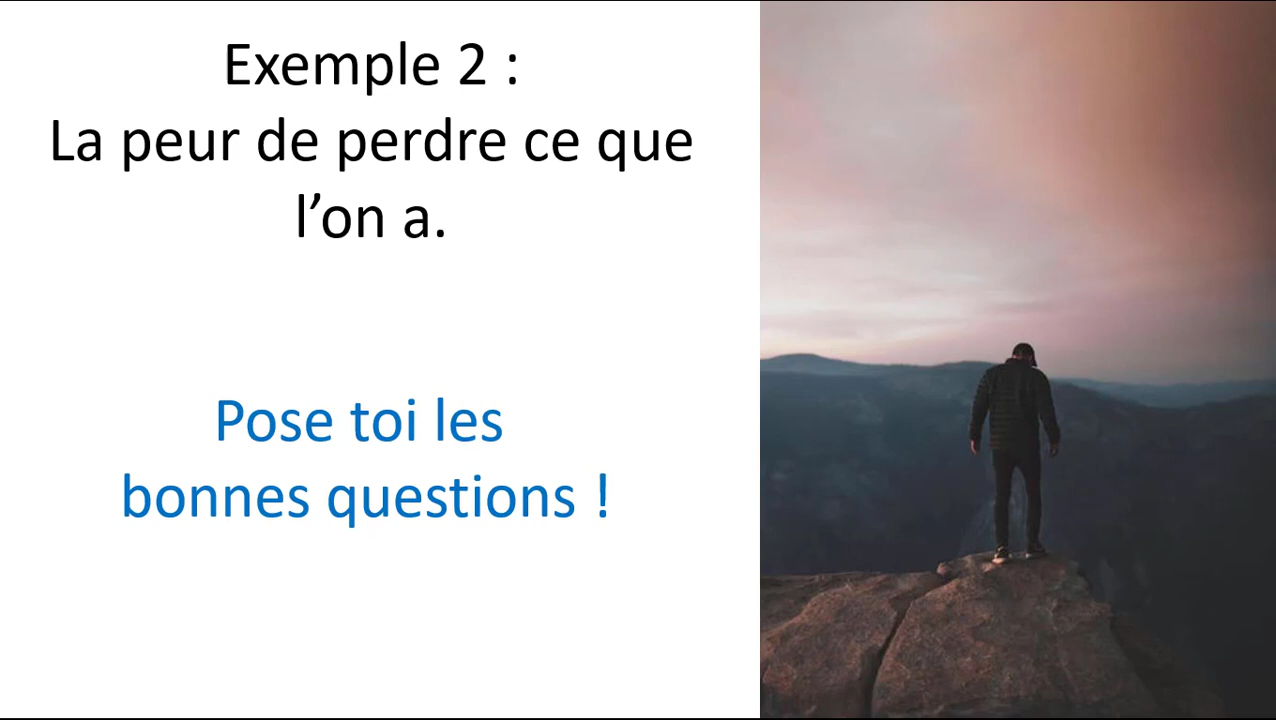 Exemple 2 :
La peur de perdre ce que
l’on a.
Pose toi les
bonnes questions !